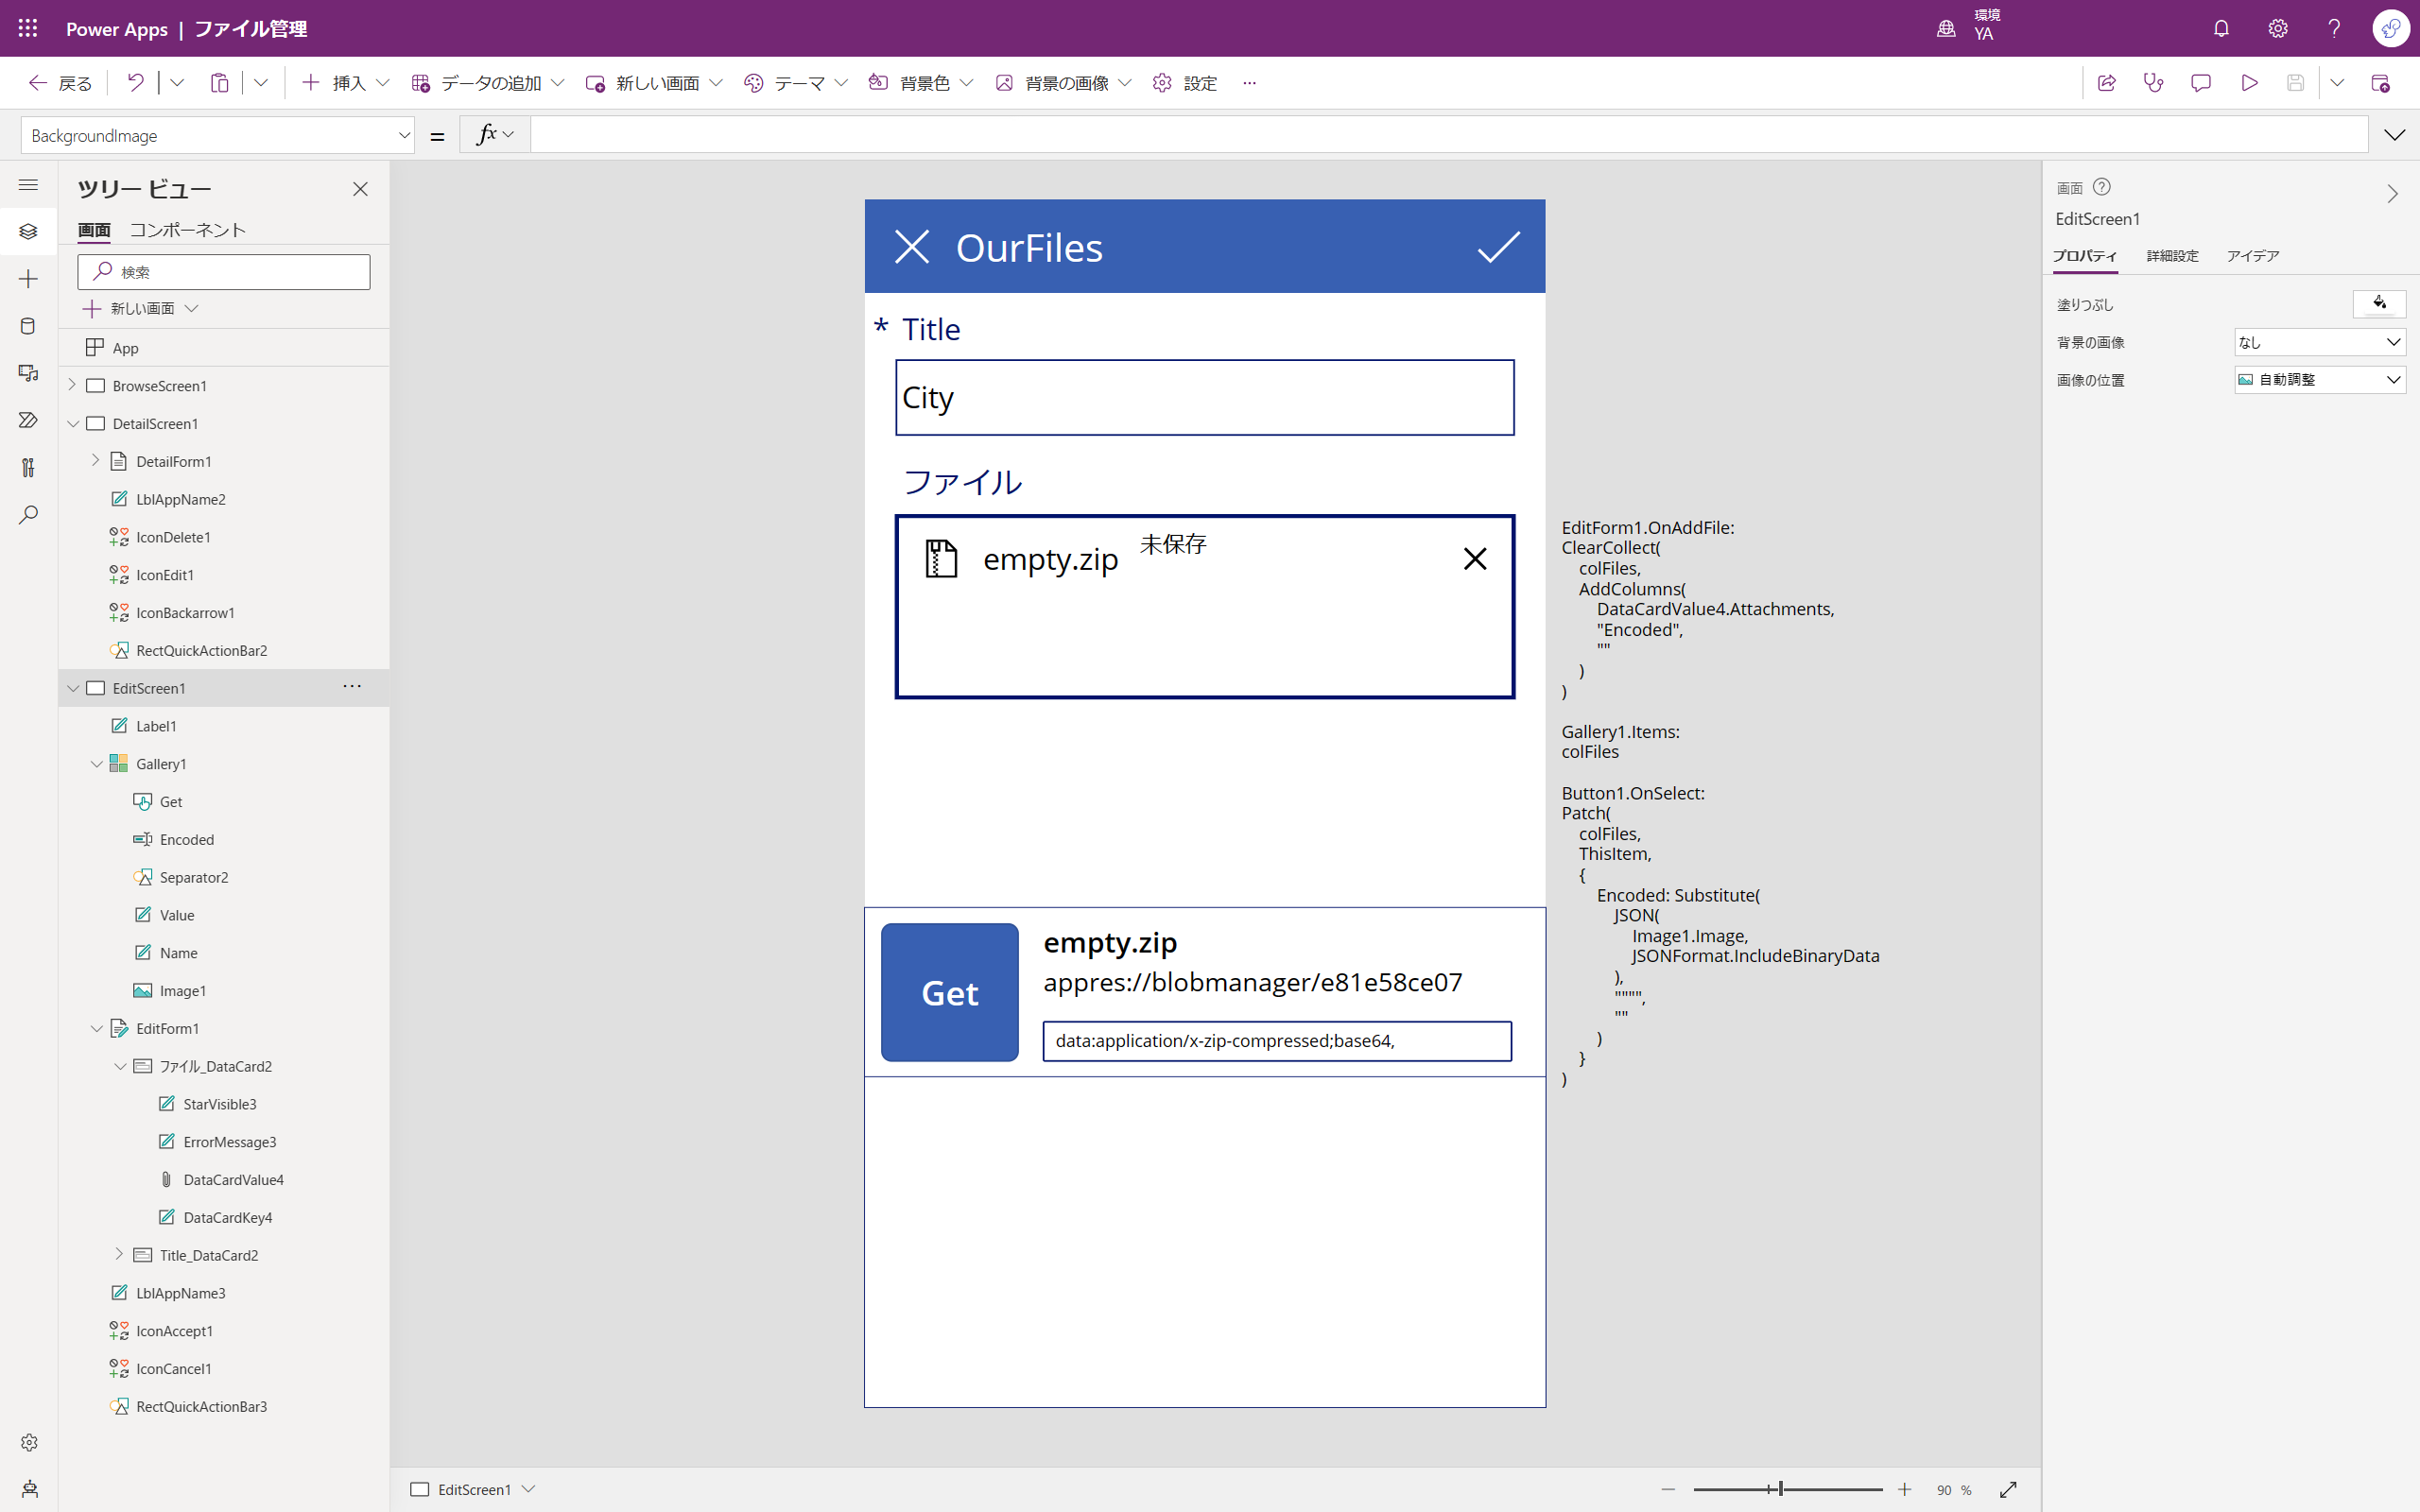 Power Apps | ファイル管理
環境
YA
戻る
挿入
データの追加
新しい画面
テーマ
背景色
背景の画像
設定
BackgroundImage
=
fx
ツリー ビュー
画面 コンポーネント
検索
新しい画面
App
BrowseScreen1
DetailScreen1
DetailForm1
LblAppName2
IconDelete1
IconEdit1
IconBackarrow1
RectQuickActionBar2
EditScreen1
Label1
Gallery1
Get
Encoded
Separator2
Value
Name
Image1
EditForm1
ファイル_DataCard2
StarVisible3
ErrorMessage3
DataCardValue4
DataCardKey4
Title_DataCard2
LblAppName3
IconAccept1
IconCancel1
RectQuickActionBar3
OurFiles
* Title
City
ファイル
empty.zip 未保存
Get
empty.zip
appres://blobmanager/e81e58ce07
data:application/x-zip-compressed;base64,
EditForm1.OnAddFile:
ClearCollect(
colFiles,
AddColumns(
DataCardValue4.Attachments,
"Encoded",
""
)
)
Gallery1.Items:
colFiles
Button1.OnSelect:
Patch(
colFiles,
ThisItem,
{
Encoded: Substitute(
JSON(
Image1.Image,
JSONFormat.IncludeBinaryData
),
"""",
""
)
}
)
画面
EditScreen1
プロパティ 詳細設定 アイデア
塗りつぶし
背景の画像 なし
画像の位置 自動調整
EditScreen1
90 %